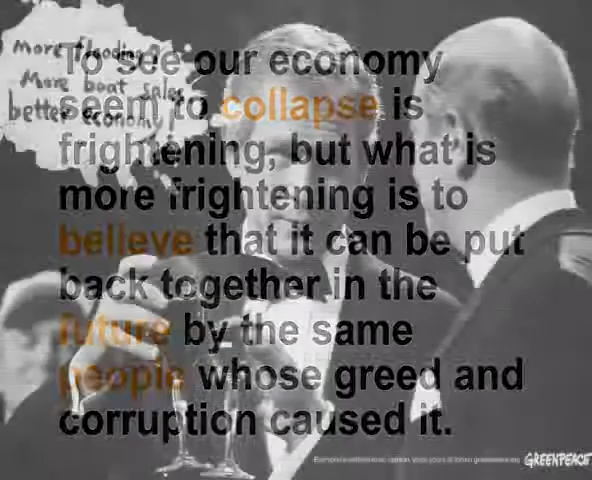 More flooding?
More boat sales
better economy
To see our economy
seem to collapse is
frightening, but what is
more frightening is to
believe that it can be put
back together in the
future by the same
people whose greed and
corruption caused it.
GREENPEACE